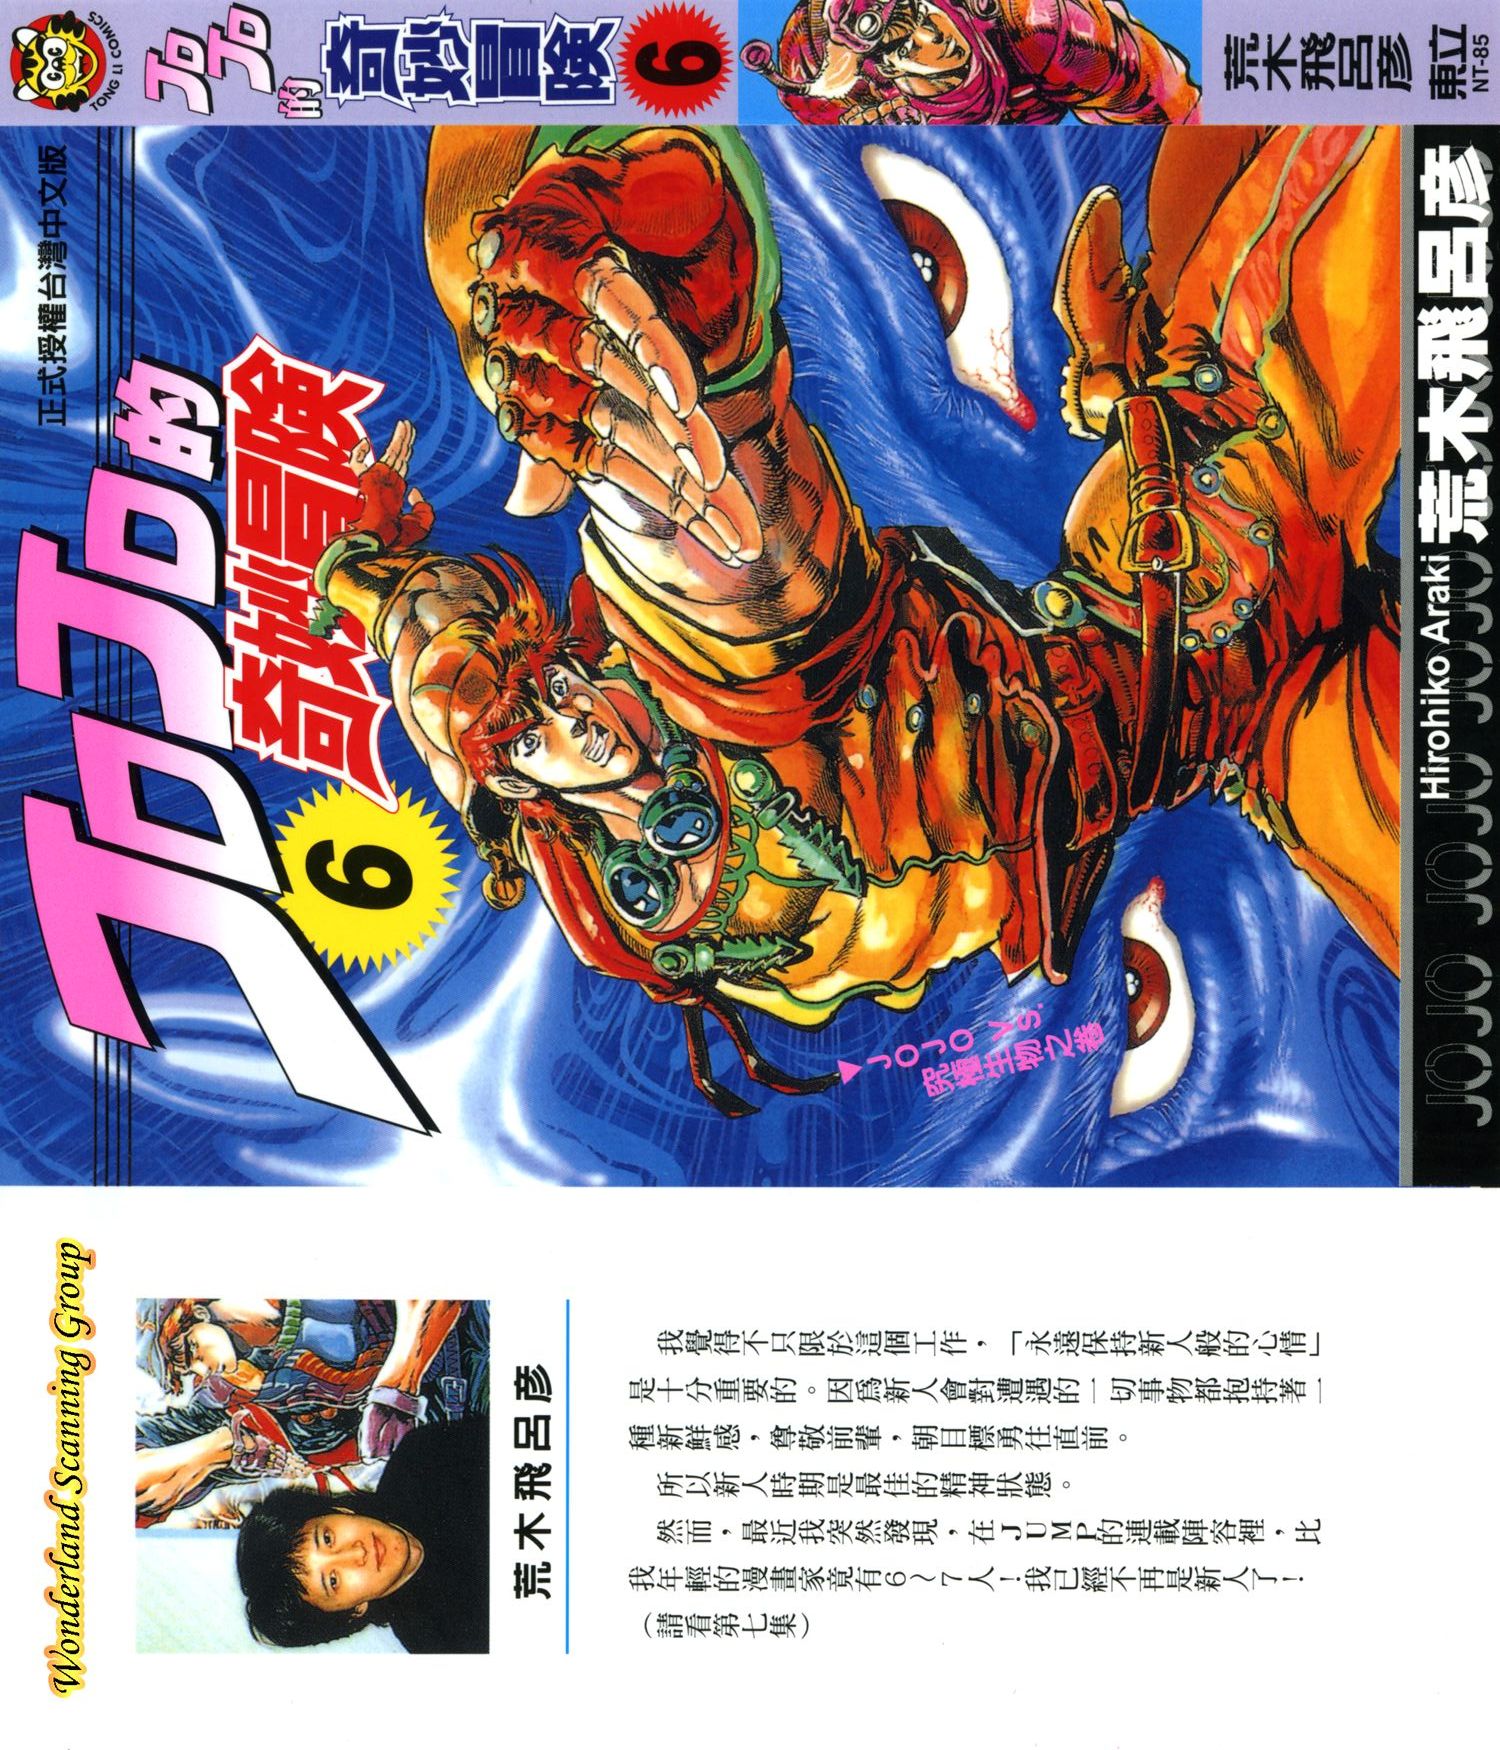 TONG LI COMICS
JOJO的
奇妙冒險
6
荒木飛呂彥
東立
NT-85
正式授權台灣中文版
JOJO的
奇妙冒險
6
▼JOJO VS.
究極生物之卷
Hirohiko Araki
荒木飛呂彥
JOJO JOJO JOJO
Wonderland Scanning Group
荒木飛呂彥
我覺得不只限於這個工作，「永遠保持新人般的心情」
是十分重要的。因為新人會對遭遇的一切事物都抱持著一
種新鮮感，尊敬前輩，朝目標勇往直前。
所以新人時期是最佳的精神狀態。
然而，最近我突然發現，在JUMP的連載陣容裡，比
我年輕的漫畫家竟有6～7人！我已經不再是新人了！
（請看第七集）